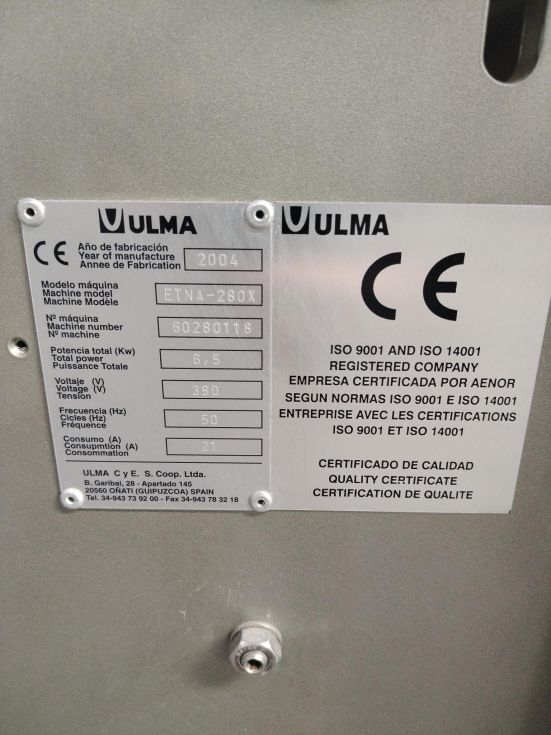 ULMA
CE
Año de fabricación
Year of manufacture
Annee de Fabrication
2004
Modelo máquina
Machine model
Machine Modèle
ETNA-280X
Nº máquina
Machine number
Nº machine
60280118
Potencia total (Kw)
Total power
Puissance Totale
6,5
Voltaje (V)
Voltage (V)
Tension
380
Frecuencia (Hz)
Cicles (Hz)
Fréquence
50
Consumo (A)
Consupmtion (A)
Consommation
21
ULMA C y E. S. Coop. Ltda.
B. Garibai, 28 - Apartado 145
20560 OÑATI (GUIPUZCOA) SPAIN
Tel. 34-943 73 92 00 - Fax 34-943 78 32 18
ULMA
CE
ISO 9001 AND ISO 14001
REGISTERED COMPANY
EMPRESA CERTIFICADA POR AENOR
SEGUN NORMAS ISO 9001 E ISO 14001
ENTREPRISE AVEC LES CERTIFICATIONS
ISO 9001 ET ISO 14001
CERTIFICADO DE CALIDAD
QUALITY CERTIFICATE
CERTIFICATION DE QUALITE